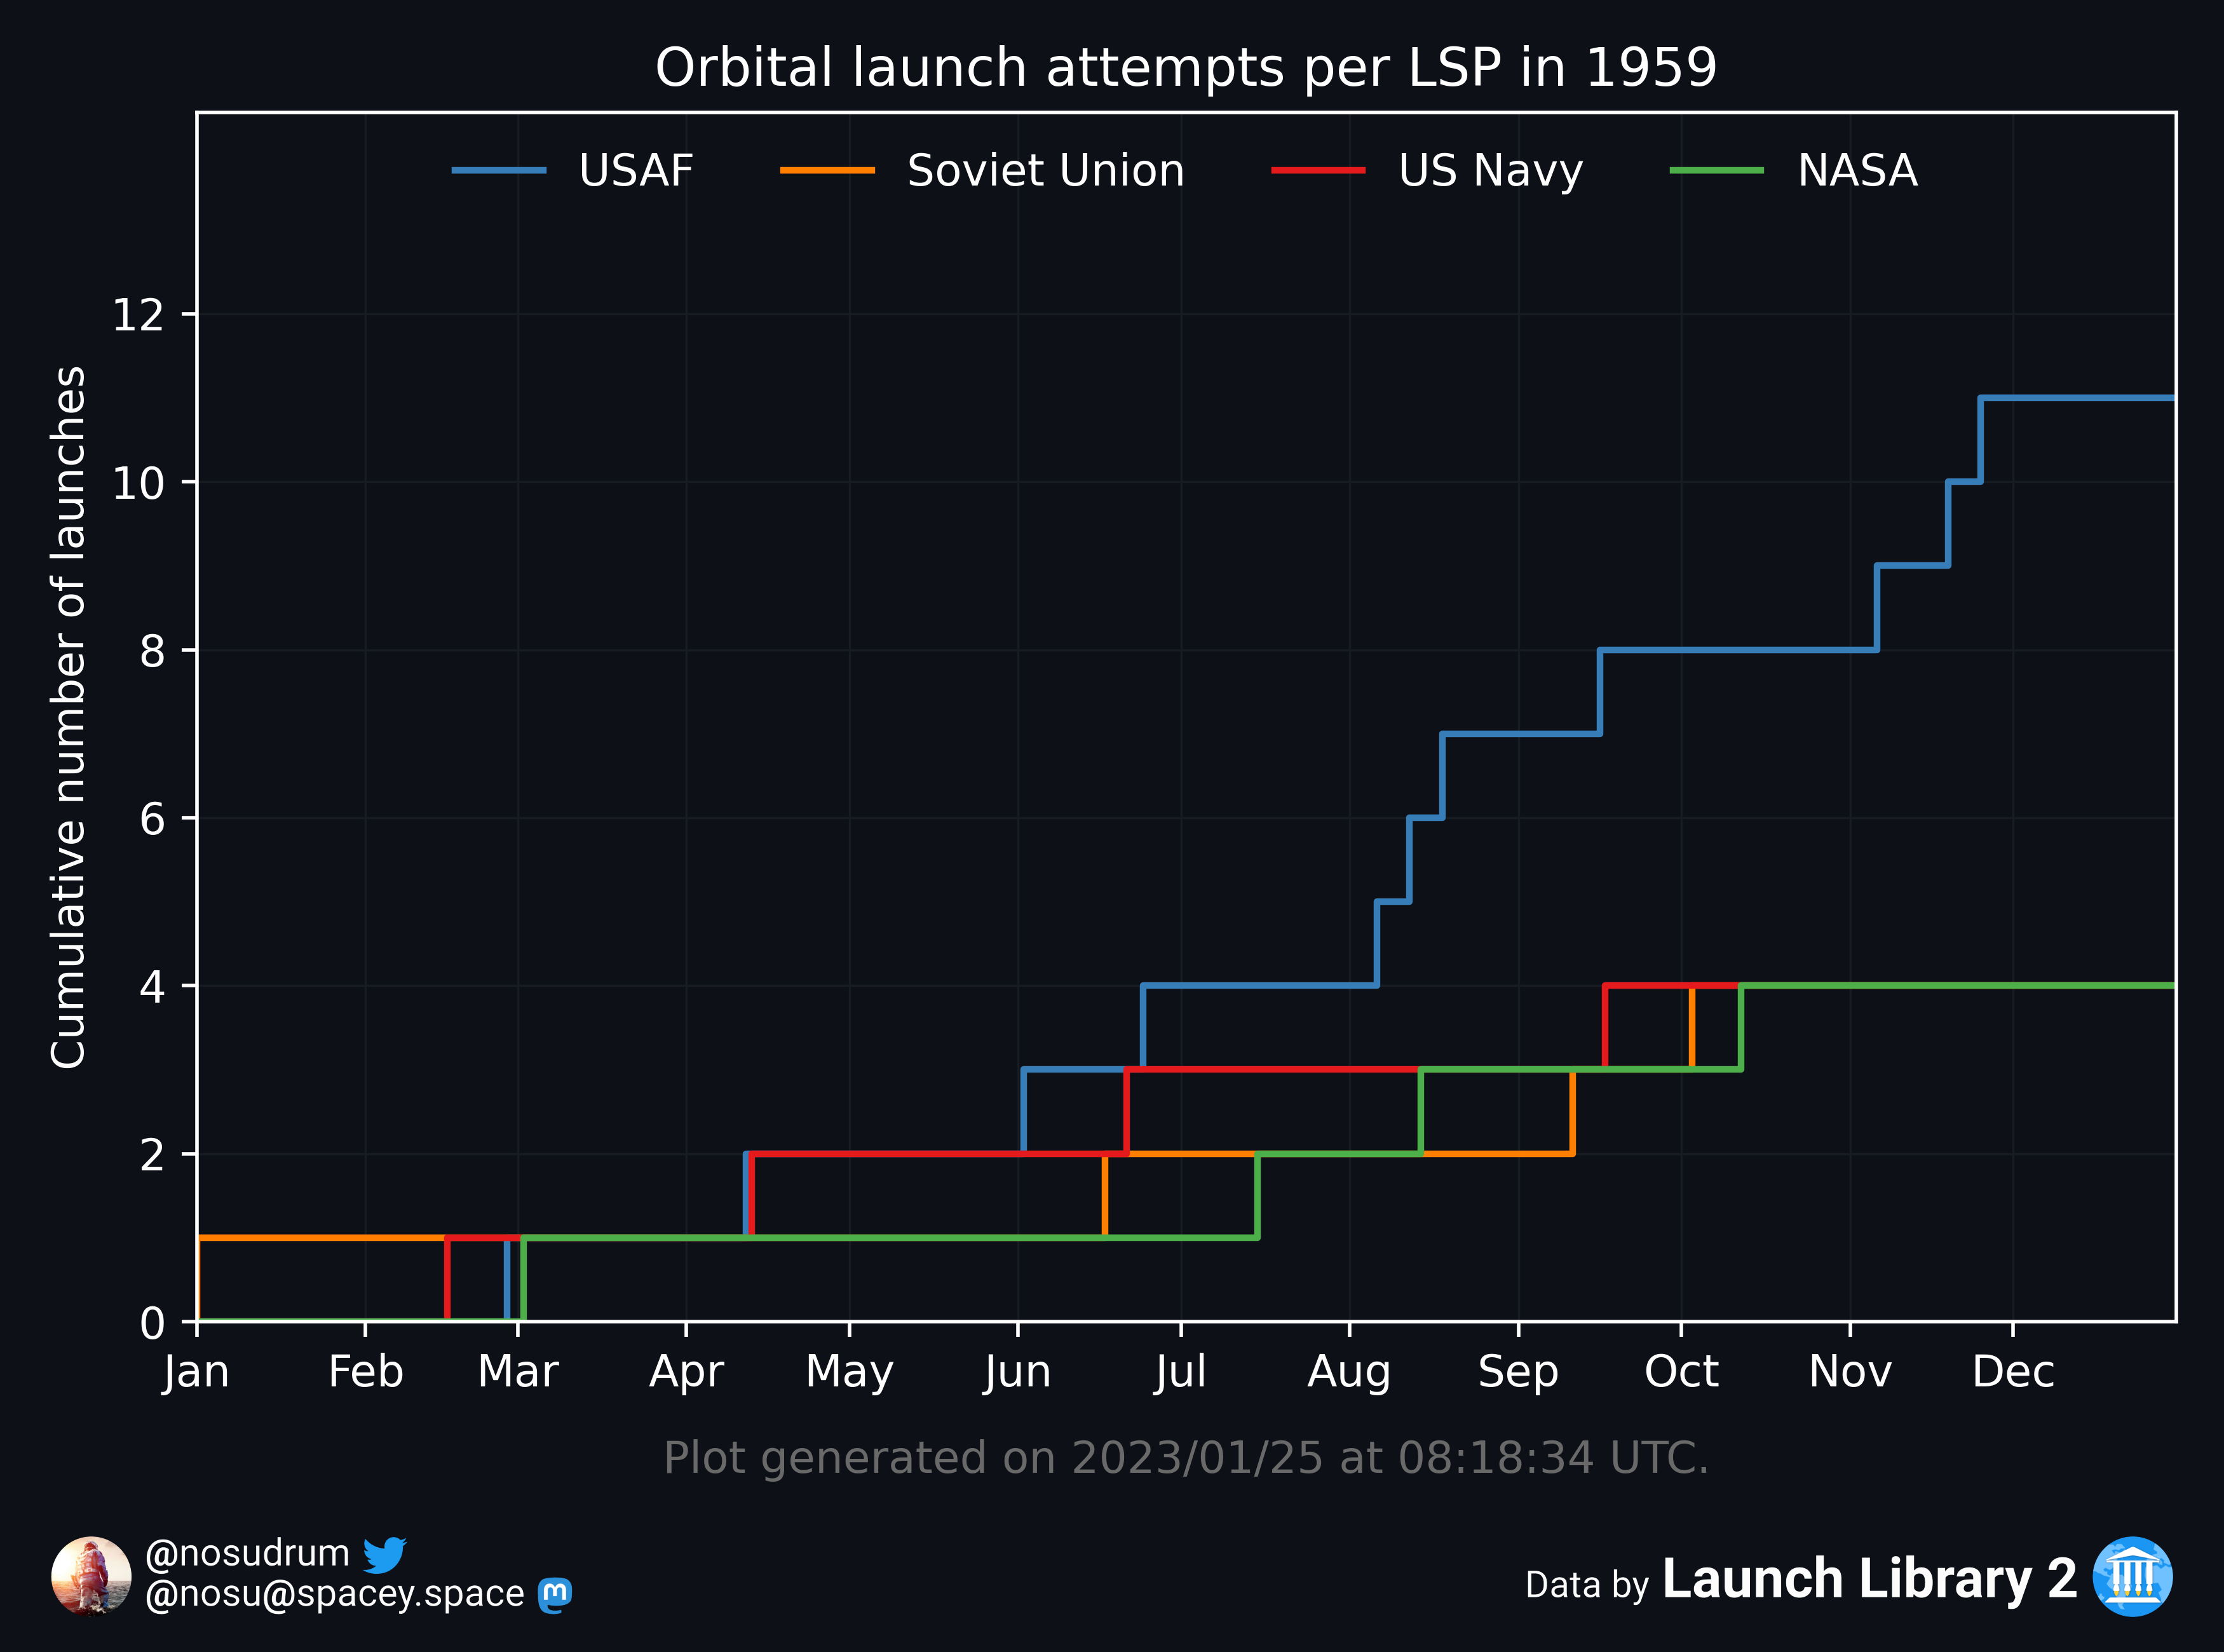 Orbital launch attempts per LSP in 1959
USAF Soviet Union US Navy NASA
Cumulative number of launches
12
10
8
6
4
2
0
Jan Feb Mar Apr May Jun Jul Aug Sep Oct Nov Dec
Plot generated on 2023/01/25 at 08:18:34 UTC.
@nosudrum
@nosu@spacey.space
Data by Launch Library 2